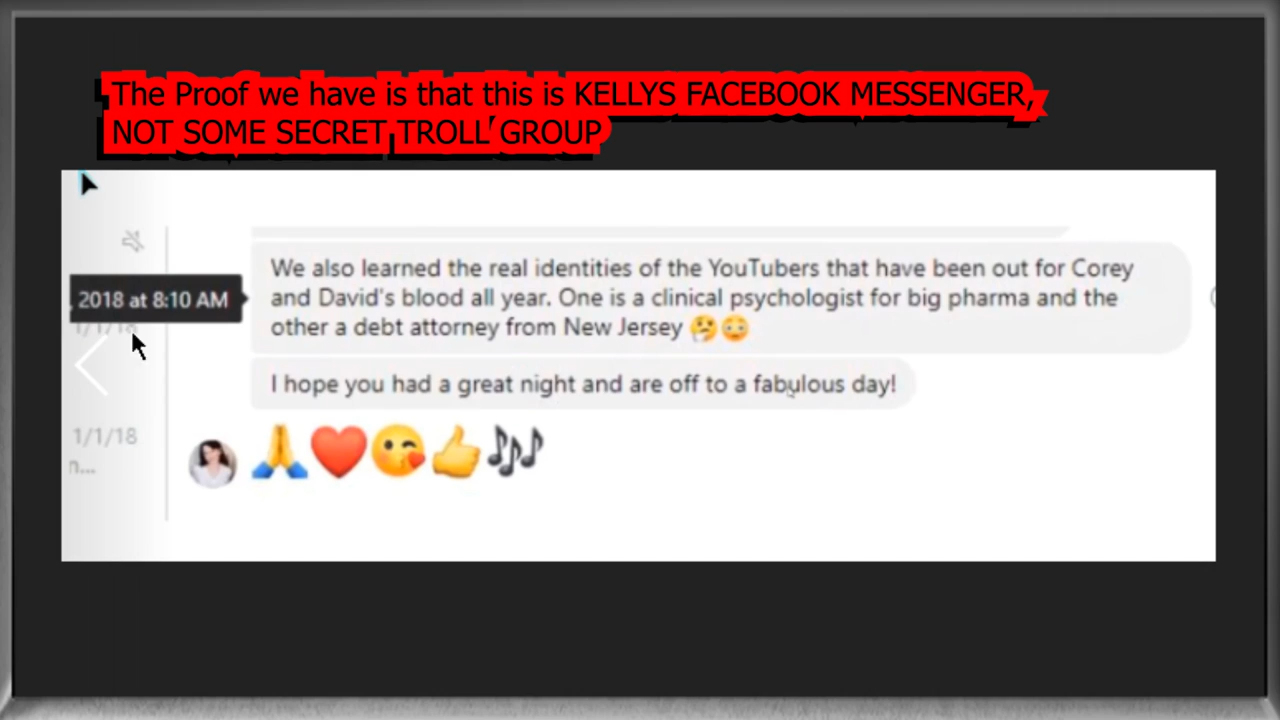 The Proof we have is that this is KELLYS FACEBOOK MESSENGER,
NOT SOME SECRET TROLL GROUP
We also learned the real identities of the YouTubers that have been out for Corey
2018 at 8:10 AM
and David's blood all year. One is a clinical psychologist for big pharma and the
other a debt attorney from New Jersey 🤔😳
1/1/18
I hope you had a great night and are off to a fabulous day!
1/1/18
n...
🙏❤️😘👍🎶